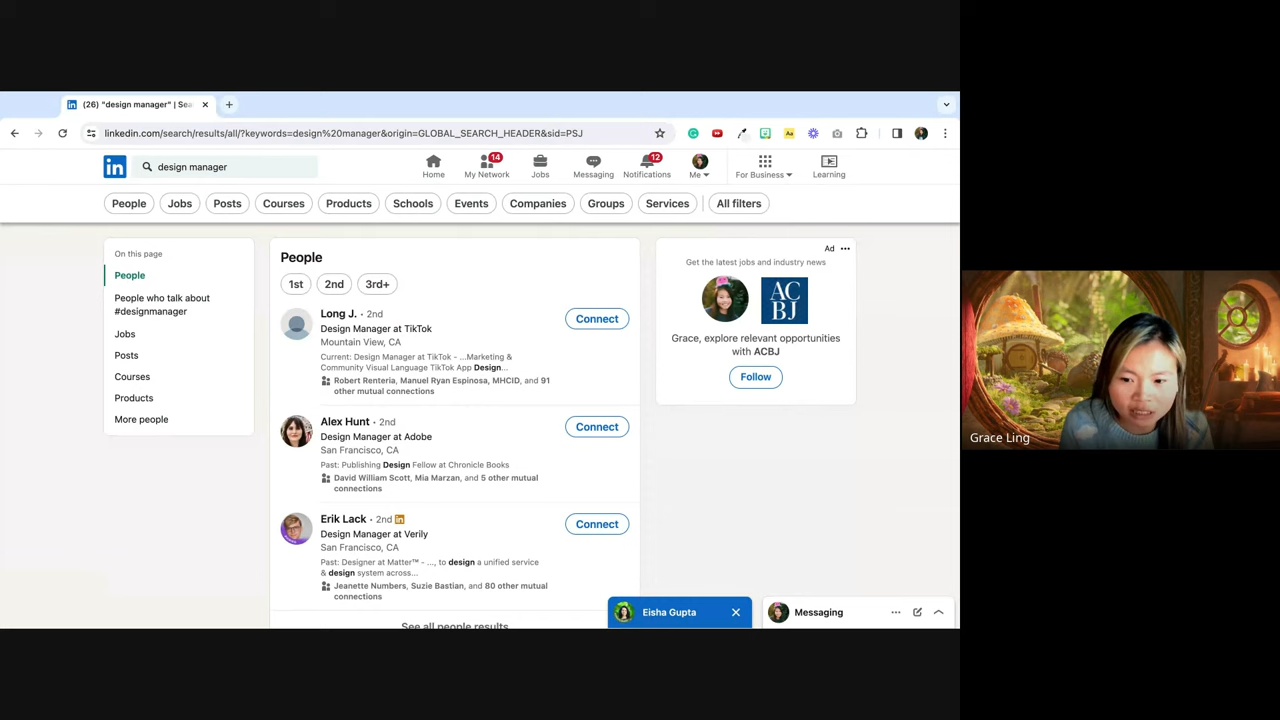 (26) "design manager" | Sea
linkedin.com/search/results/all/?keywords=design%20manager&origin=GLOBAL_SEARCH_HEADER&sid=PSJ
in
design manager
Home
14
My Network
Jobs
Messaging
12
Notifications
Me
For Business
Learning
People
Jobs
Posts
Courses
Products
Schools
Events
Companies
Groups
Services
All filters
On this page
People
People who talk about
#designmanager
Jobs
Posts
Courses
Products
More people
People
1st
2nd
3rd+
Long J. • 2nd
Design Manager at TikTok
Mountain View, CA
Current: Design Manager at TikTok - ...Marketing &
Community Visual Language TikTok App Design...
Robert Renteria, Manuel Ryan Espinosa, MHCID, and 91
other mutual connections
Connect
Alex Hunt • 2nd
Design Manager at Adobe
San Francisco, CA
Past: Publishing Design Fellow at Chronicle Books
David William Scott, Mia Marzan, and 5 other mutual
connections
Connect
Erik Lack • 2nd in
Design Manager at Verily
San Francisco, CA
Past: Designer at Matter™ - ..., to design a unified service
& design system across...
Jeanette Numbers, Suzie Bastian, and 80 other mutual
connections
Connect
See all people results
Ad
Get the latest jobs and industry news
AC
BJ
Grace, explore relevant opportunities
with ACBJ
Follow
Eisha Gupta
Messaging
Grace Ling